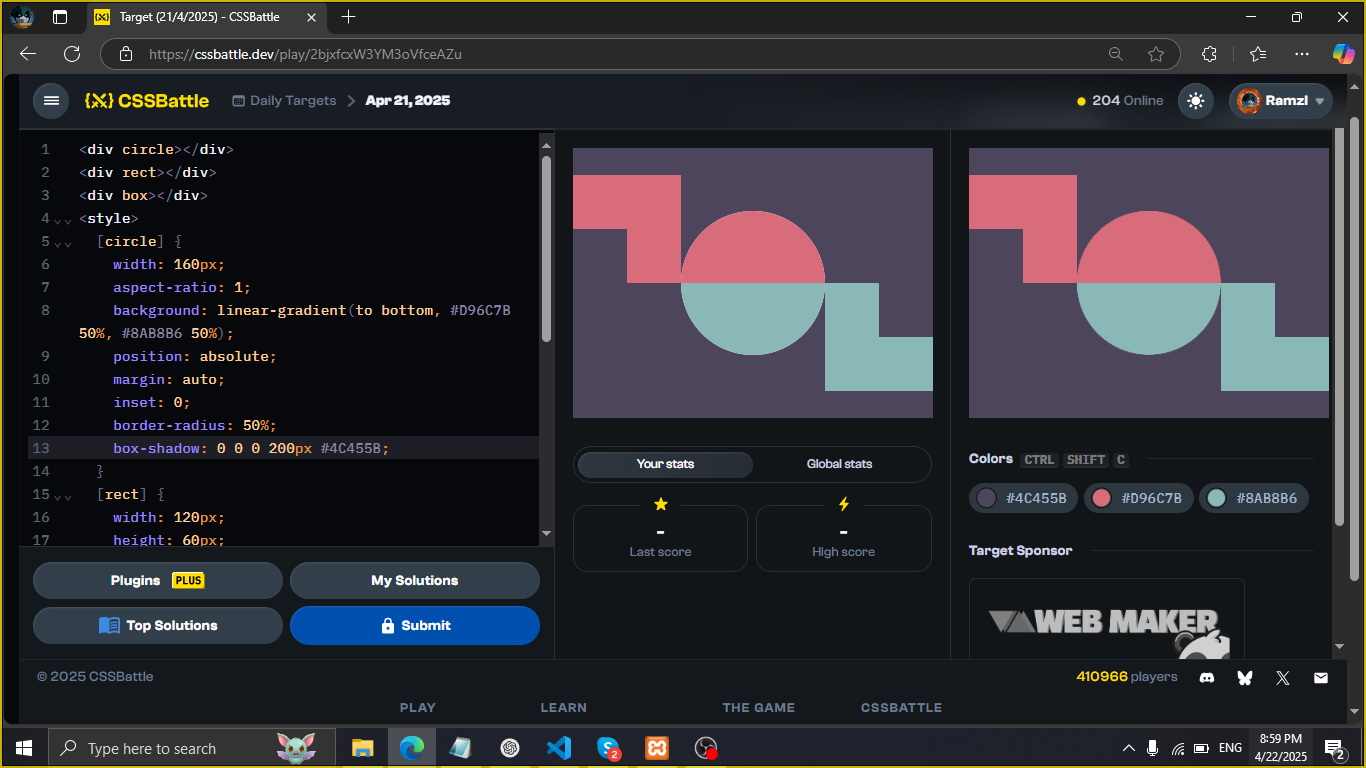 Target (21/4/2025) - CSSBattle
https://cssbattle.dev/play/2bjxfcxW3YM3oVfceAZu
{X} CSSBattle
Daily Targets
Apr 21, 2025
204 Online
Ramzl
1 <div circle></div>
2 <div rect></div>
3 <div box></div>
4 <style>
5 [circle] {
6 width: 160px;
7 aspect-ratio: 1;
8 background: linear-gradient(to bottom, #D96C7B
50%, #8AB8B6 50%);
9 position: absolute;
10 margin: auto;
11 inset: 0;
12 border-radius: 50%;
13 box-shadow: 0 0 0 200px #4C455B;
14 }
15 [rect] {
16 width: 120px;
17 height: 60px;
Plugins PLUS
My Solutions
Top Solutions
Submit
Your stats
Global stats
-
Last score
-
High score
Colors CTRL SHIFT C
#4C455B
#D96C7B
#8AB8B6
Target Sponsor
WEB MAKER
© 2025 CSSBattle
410966 players
PLAY
LEARN
THE GAME
CSSBATTLE
Type here to search
2
ENG
8:59 PM
4/22/2025
2